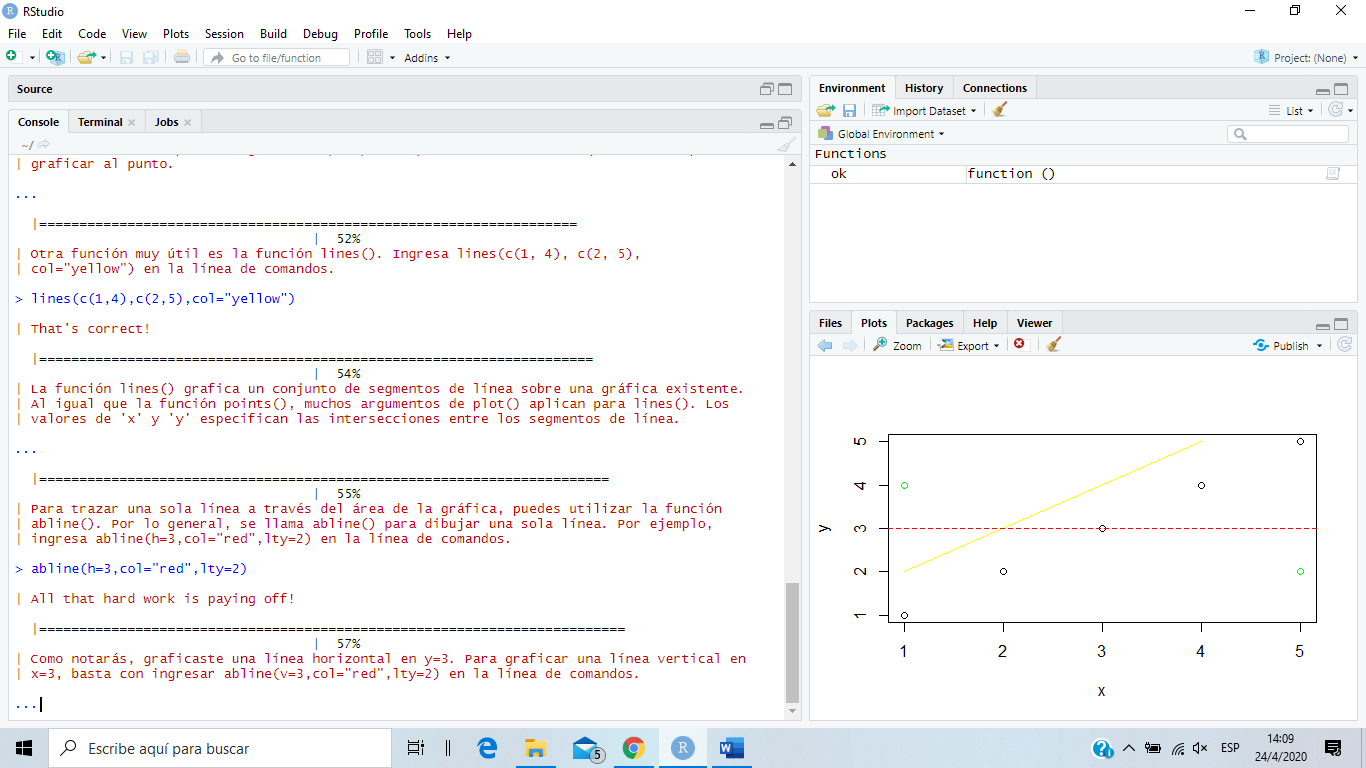 RStudio
File Edit Code View Plots Session Build Debug Profile Tools Help
Go to file/function Addins Project: (None)
Source
Console Terminal Jobs
~/
| graficar al punto.
...
|===================================================================
| 52%
| Otra función muy útil es la función lines(). Ingresa lines(c(1, 4), c(2, 5),
| col="yellow") en la línea de comandos.
> lines(c(1,4),c(2,5),col="yellow")
| That's correct!
|=====================================================================
| 54%
| La función lines() grafica un conjunto de segmentos de línea sobre una gráfica existente.
| Al igual que la función points(), muchos argumentos de plot() aplican para lines(). Los
| valores de 'x' y 'y' especifican las intersecciones entre los segmentos de línea.
...
|=======================================================================
| 55%
| Para trazar una sola línea a través del área de la gráfica, puedes utilizar la función
| abline(). Por lo general, se llama abline() para dibujar una sola línea. Por ejemplo,
| ingresa abline(h=3,col="red",lty=2) en la línea de comandos.
> abline(h=3,col="red",lty=2)
| All that hard work is paying off!
|=========================================================================
| 57%
| Como notarás, graficaste una línea horizontal en y=3. Para graficar una línea vertical en
| x=3, basta con ingresar abline(v=3,col="red",lty=2) en la línea de comandos.
...
Environment History Connections
Import Dataset List
Global Environment
Functions
ok function ()
Files Plots Packages Help Viewer
Zoom Export Publish
5
4
3
2
1
y
1 2 3 4 5
x
Escribe aquí para buscar
5
ESP
14:09
24/4/2020